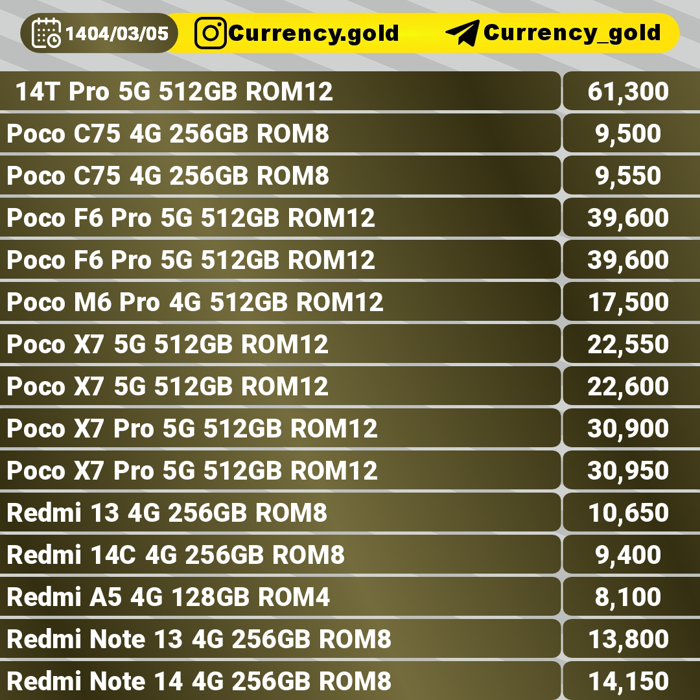 1404/03/05 Currency.gold Currency_gold
14T Pro 5G 512GB ROM12 61,300
Poco C75 4G 256GB ROM8 9,500
Poco C75 4G 256GB ROM8 9,550
Poco F6 Pro 5G 512GB ROM12 39,600
Poco F6 Pro 5G 512GB ROM12 39,600
Poco M6 Pro 4G 512GB ROM12 17,500
Poco X7 5G 512GB ROM12 22,550
Poco X7 5G 512GB ROM12 22,600
Poco X7 Pro 5G 512GB ROM12 30,900
Poco X7 Pro 5G 512GB ROM12 30,950
Redmi 13 4G 256GB ROM8 10,650
Redmi 14C 4G 256GB ROM8 9,400
Redmi A5 4G 128GB ROM4 8,100
Redmi Note 13 4G 256GB ROM8 13,800
Redmi Note 14 4G 256GB ROM8 14,150